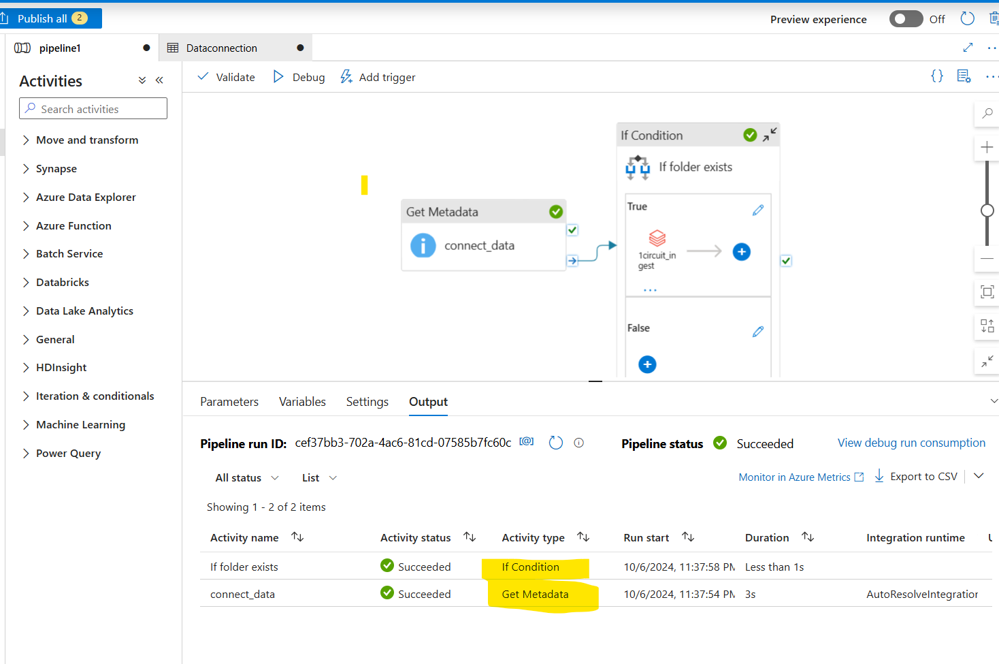 Publish all 2
Preview experience Off
pipeline1
Dataconnection
Activities
Search activities
Move and transform
Synapse
Azure Data Explorer
Azure Function
Batch Service
Databricks
Data Lake Analytics
General
HDInsight
Iteration & conditionals
Machine Learning
Power Query
Validate Debug Add trigger
Get Metadata
connect_data
If Condition
If folder exists
True
1circuit_in
gest
...
False
Parameters Variables Settings Output
Pipeline run ID: cef37bb3-702a-4ac6-81cd-07585b7fc60c
Pipeline status Succeeded View debug run consumption
All status List
Monitor in Azure Metrics Export to CSV
Showing 1 - 2 of 2 items
Activity name Activity status Activity type Run start Duration Integration runtime
If folder exists Succeeded If Condition 10/6/2024, 11:37:58 PM Less than 1s
connect_data Succeeded Get Metadata 10/6/2024, 11:37:54 PM 3s AutoResolveIntegration